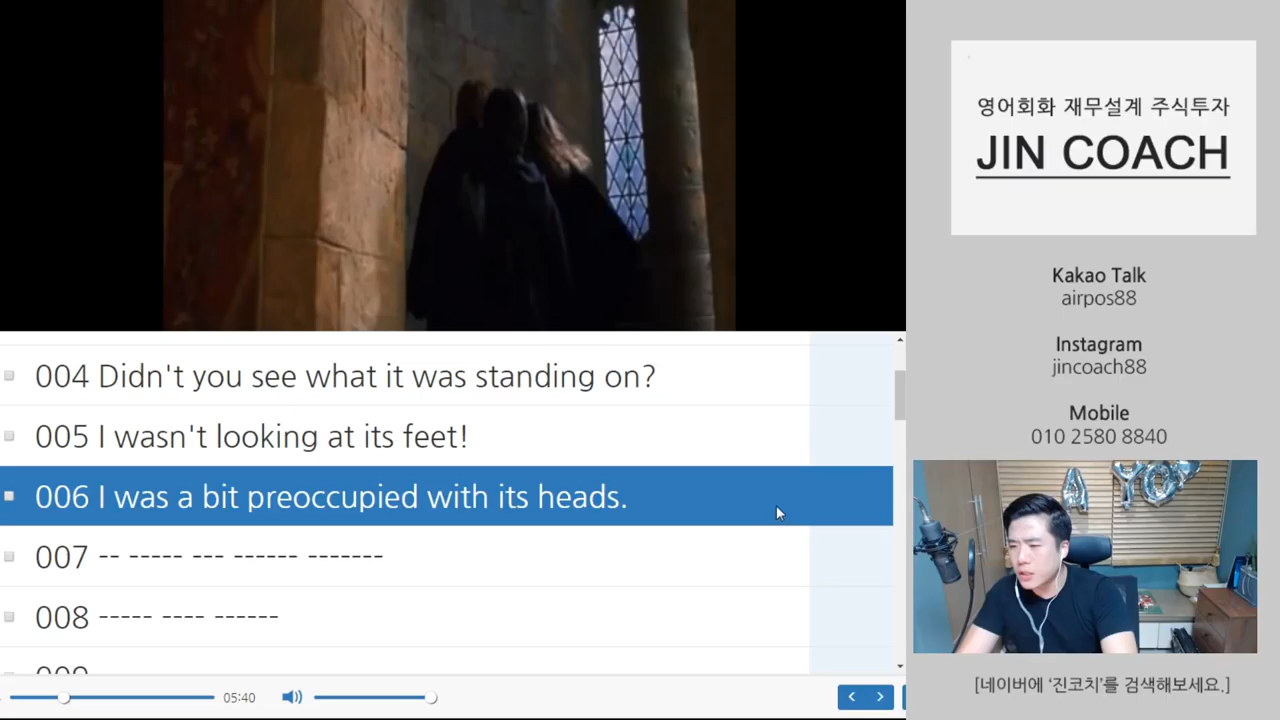 004 Didn't you see what it was standing on?
005 I wasn't looking at its feet!
006 I was a bit preoccupied with its heads.
007 -- ----- --- ------ -------
008 ----- ---- ------
05:40
영어회화 재무설계 주식투자
JIN COACH
Kakao Talk
airpos88
Instagram
jincoach88
Mobile
010 2580 8840
[네이버에 '진코치'를 검색해보세요.]